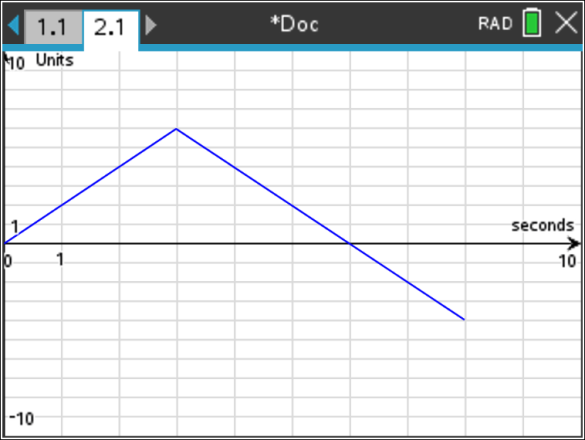 1.1 2.1 *Doc RAD
10 Units
1
seconds
0 1 10
-10